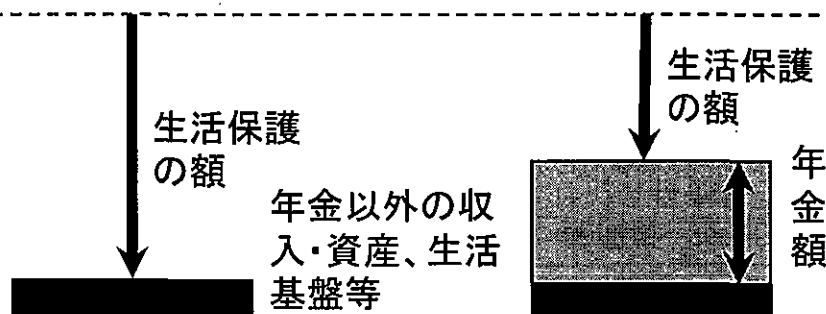 生活保護
の額
年金以外の収
入・資産、生活
基盤等
生活保護
の額
年
金
額